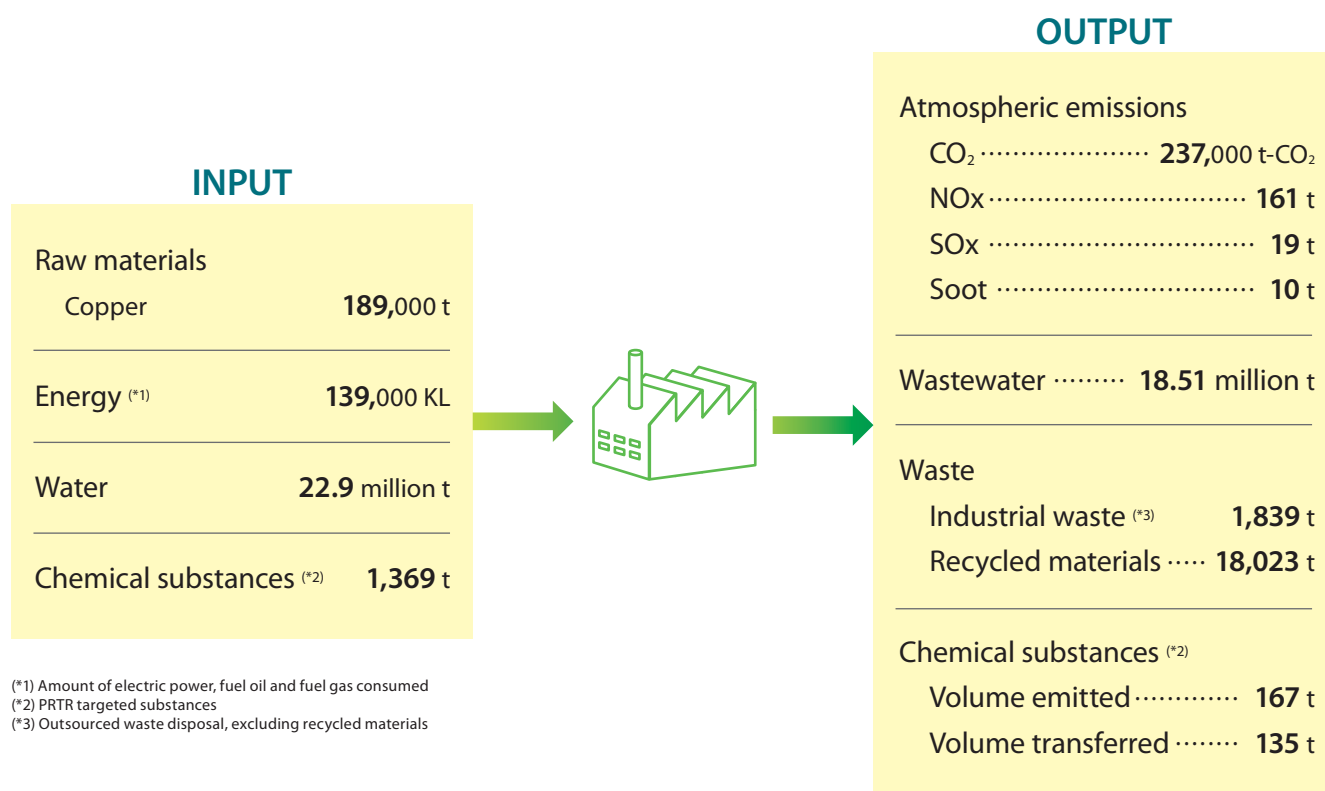 INPUT
Raw materials
Copper 189,000 t
Energy (*1) 139,000 KL
Water 22.9 million t
Chemical substances (*2) 1,369 t
(*1) Amount of electric power, fuel oil and fuel gas consumed
(*2) PRTR targeted substances
(*3) Outsourced waste disposal, excluding recycled materials
OUTPUT
Atmospheric emissions
CO₂ ····················· 237,000 t-CO₂
NOx ································ 161 t
SOx ································· 19 t
Soot ································ 10 t
Wastewater ········· 18.51 million t
Waste
Industrial waste (*3) 1,839 t
Recycled materials ····· 18,023 t
Chemical substances (*2)
Volume emitted ············· 167 t
Volume transferred ········ 135 t